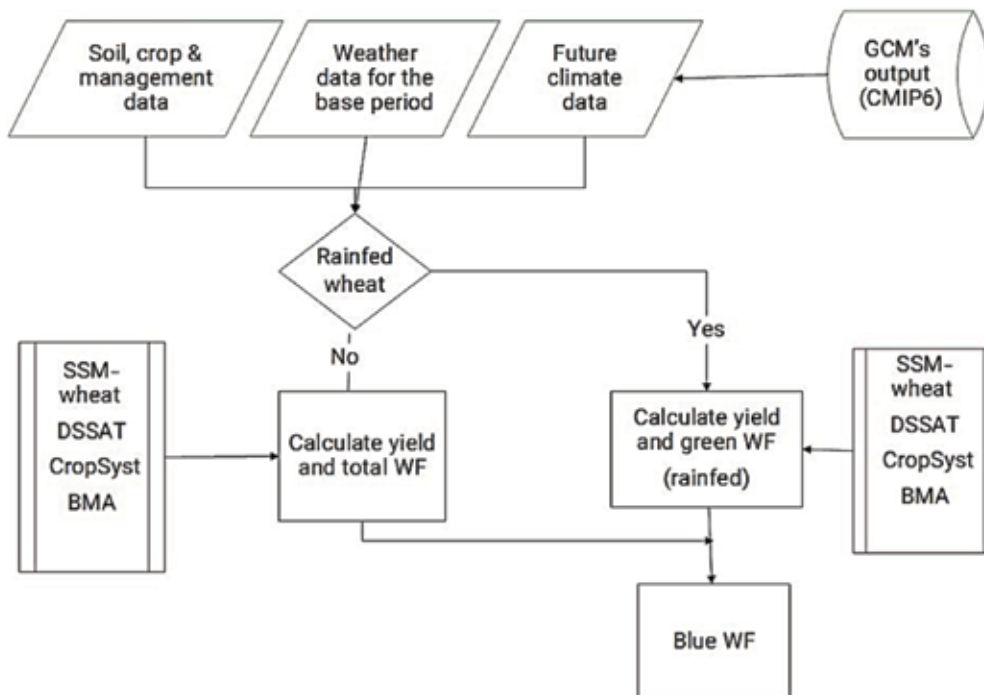 Soil, crop &
management
data
Weather
data for the
base period
Future
climate
data
GCM's
output
(CMIP6)
Rainfed
wheat
No
Yes
SSM-
wheat
DSSAT
CropSyst
BMA
Calculate yield
and total WF
Calculate yield
and green WF
(rainfed)
SSM-
wheat
DSSAT
CropSyst
BMA
Blue WF